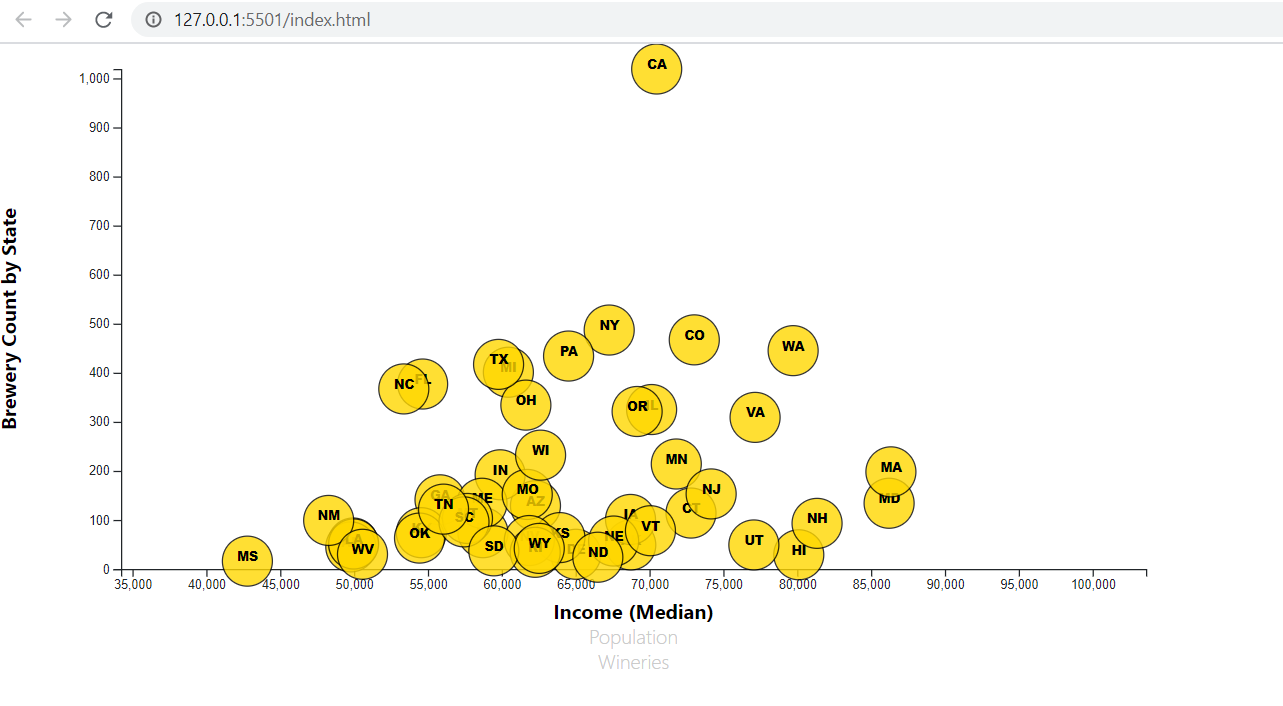 127.0.0.1:5501/index.html
CA
1,000
900
800
700
600
500
400
300
200
100
0
Brewery Count by State
NY
CO
WA
PA
TX
MI
NC
FL
OH
OR
IL
VA
WI
MN
MA
IN
MO
NJ
MD
GA
TN
ME
AZ
NM
SC
IA
CT
NH
OK
VT
KS
NE
LA
WV
SD
WY
DE
ND
UT
HI
MS
35,000 40,000 45,000 50,000 55,000 60,000 65,000 70,000 75,000 80,000 85,000 90,000 95,000 100,000
Income (Median)
Population
Wineries